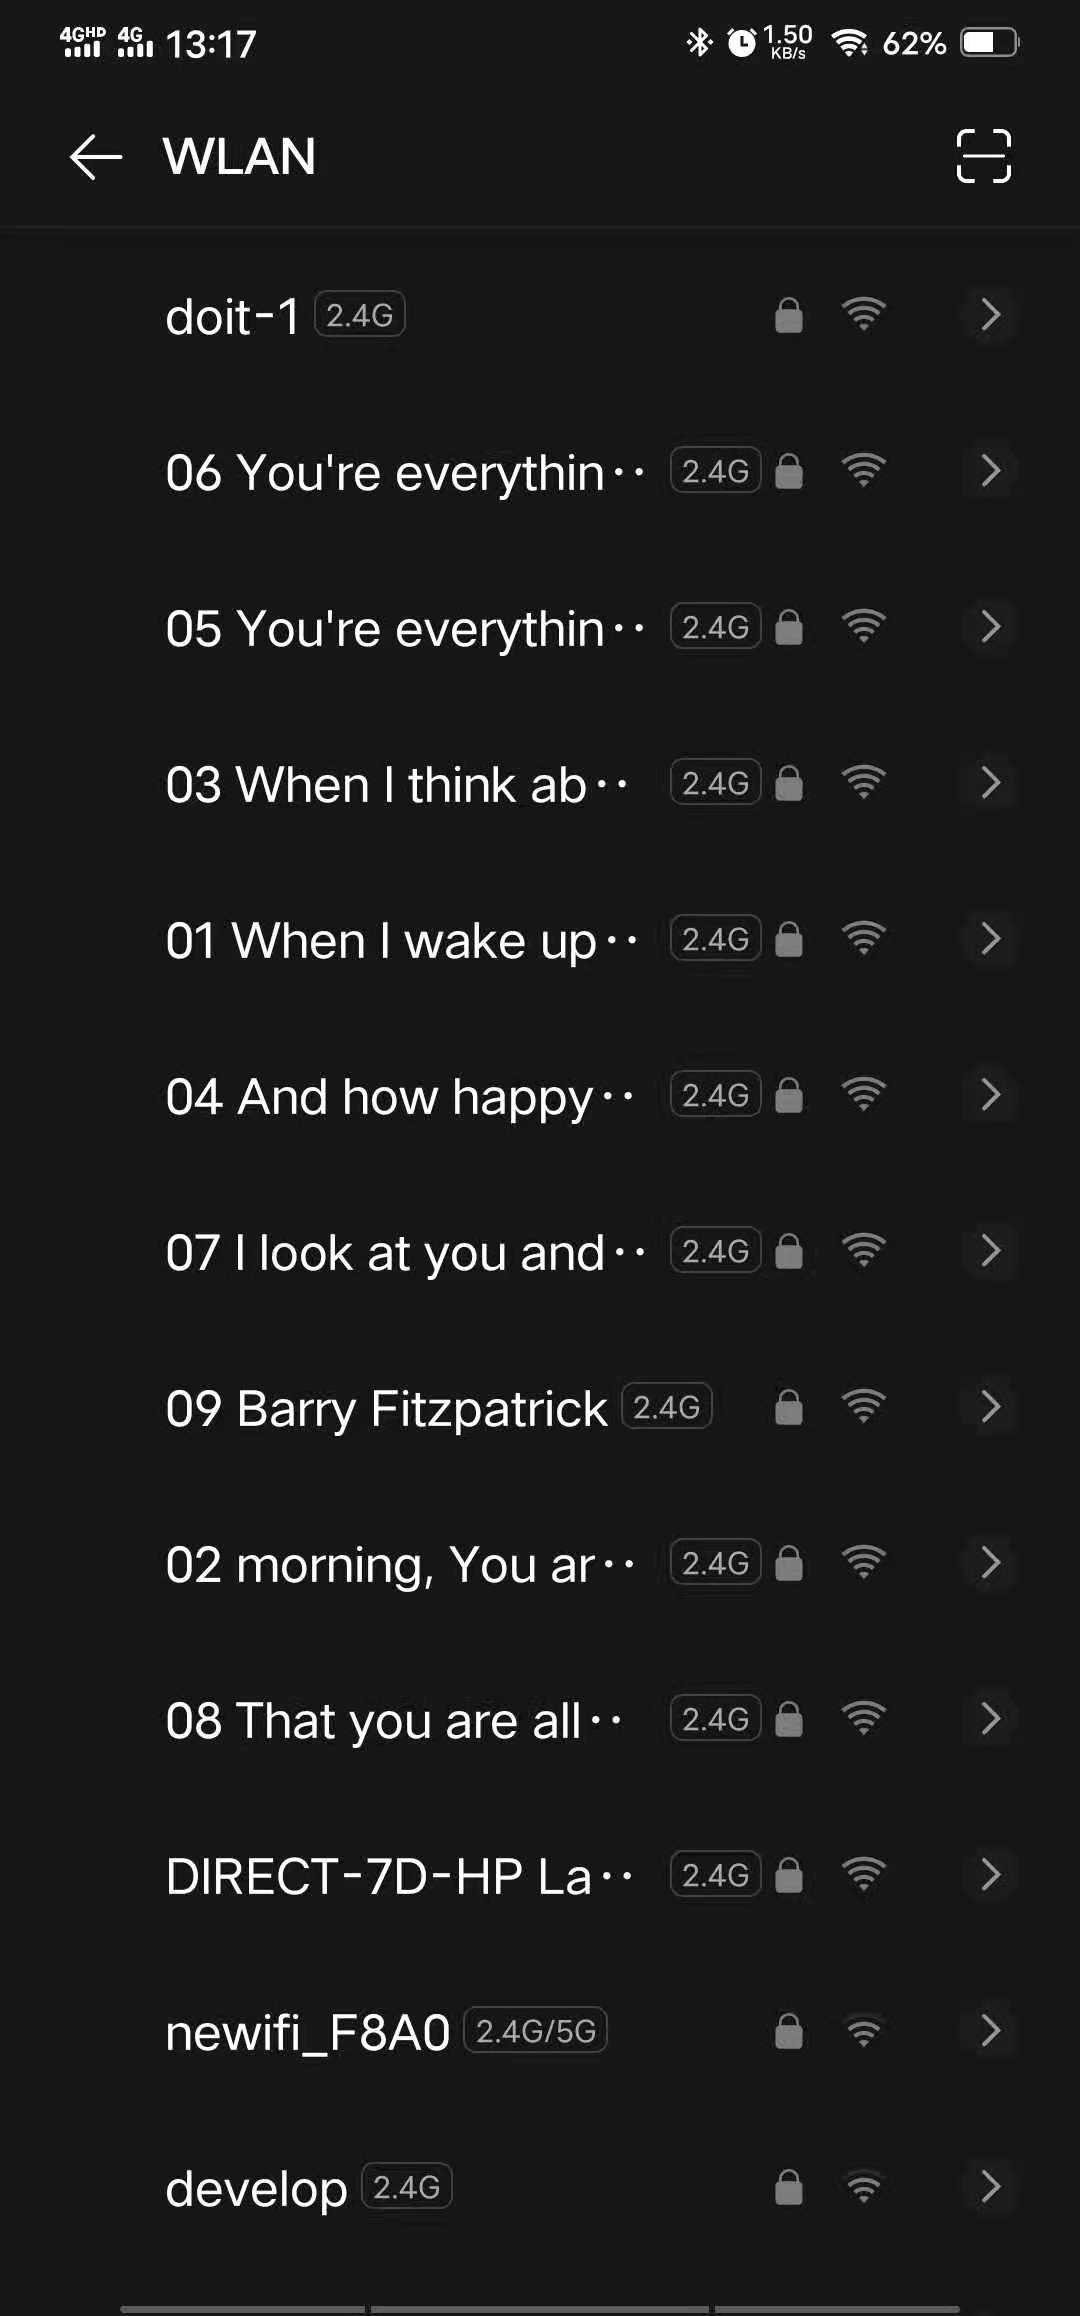 4GHD 4G 13:17 1.50 KB/s 62%
WLAN
doit-1 2.4G
06 You're everythin·· 2.4G
05 You're everythin·· 2.4G
03 When I think ab·· 2.4G
01 When I wake up·· 2.4G
04 And how happy·· 2.4G
07 I look at you and·· 2.4G
09 Barry Fitzpatrick 2.4G
02 morning, You ar·· 2.4G
08 That you are all·· 2.4G
DIRECT-7D-HP La·· 2.4G
newifi_F8A0 2.4G/5G
develop 2.4G